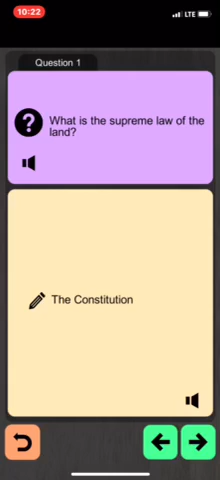 10:22
LTE
Question 1
What is the supreme law of the
land?
The Constitution